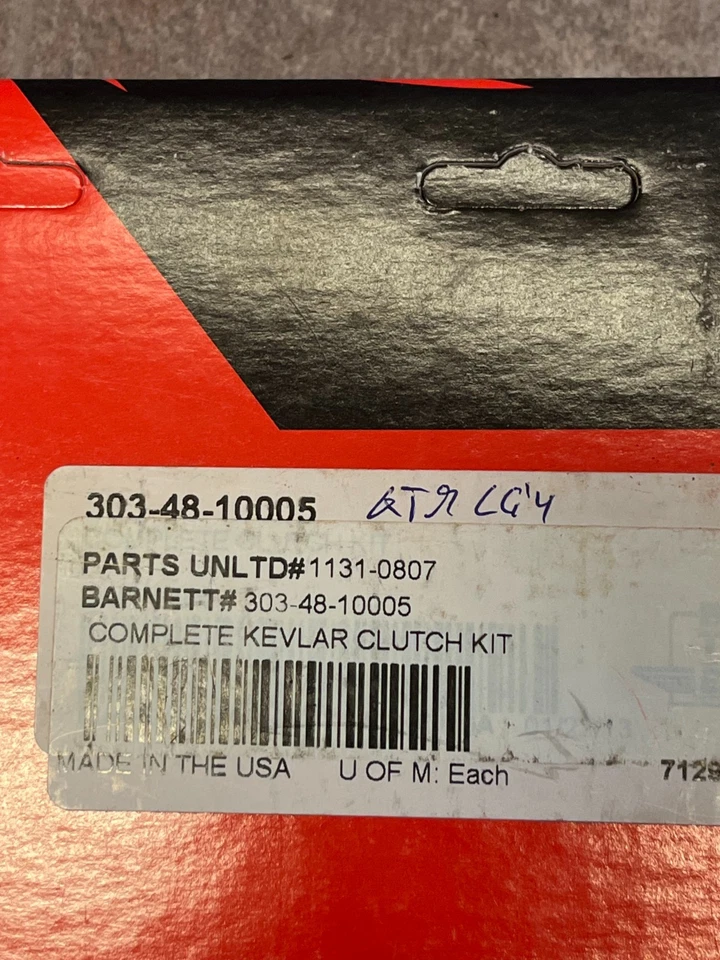 303-48-10005
PARTS UNLTD#1131-0807
BARNETT# 303-48-10005
COMPLETE KEVLAR CLUTCH KIT
MADE IN THE USA U OF M: Each 7129